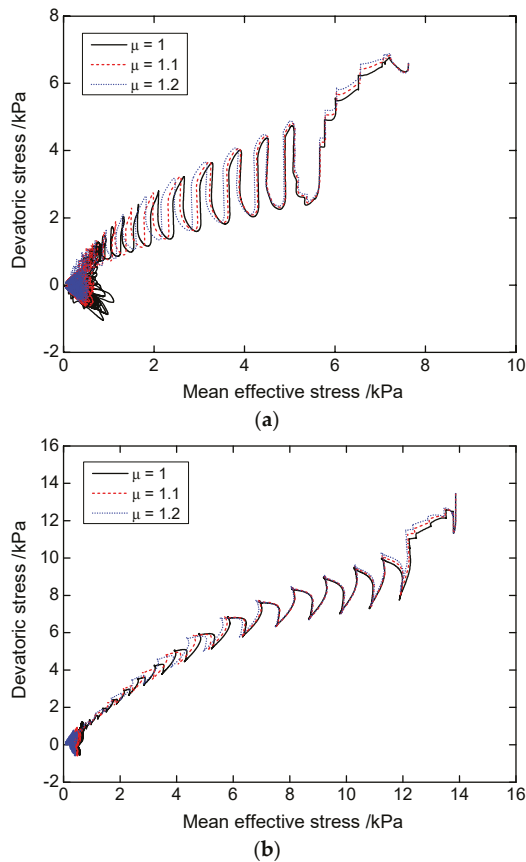 8
6
4
2
0
-2
μ = 1
μ = 1.1
μ = 1.2
Devatoric stress /kPa
0 2 4 6 8 10
Mean effective stress /kPa
(a)
16
14
12
10
8
6
4
2
0
-2
μ = 1
μ = 1.1
μ = 1.2
Devatoric stress /kPa
0 2 4 6 8 10 12 14 16
Mean effective stress /kPa
(b)